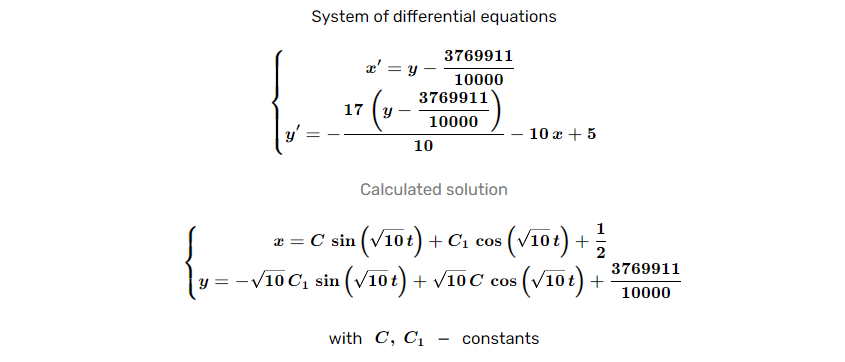 System of differential equations
x′ = y − 3769911/10000
y′ = − 17 (y − 3769911/10000)/10 − 10 x + 5
Calculated solution
x = C sin (√10 t) + C₁ cos (√10 t) + 1/2
y = −√10 C₁ sin (√10 t) + √10 C cos (√10 t) + 3769911/10000
with C, C₁ − constants